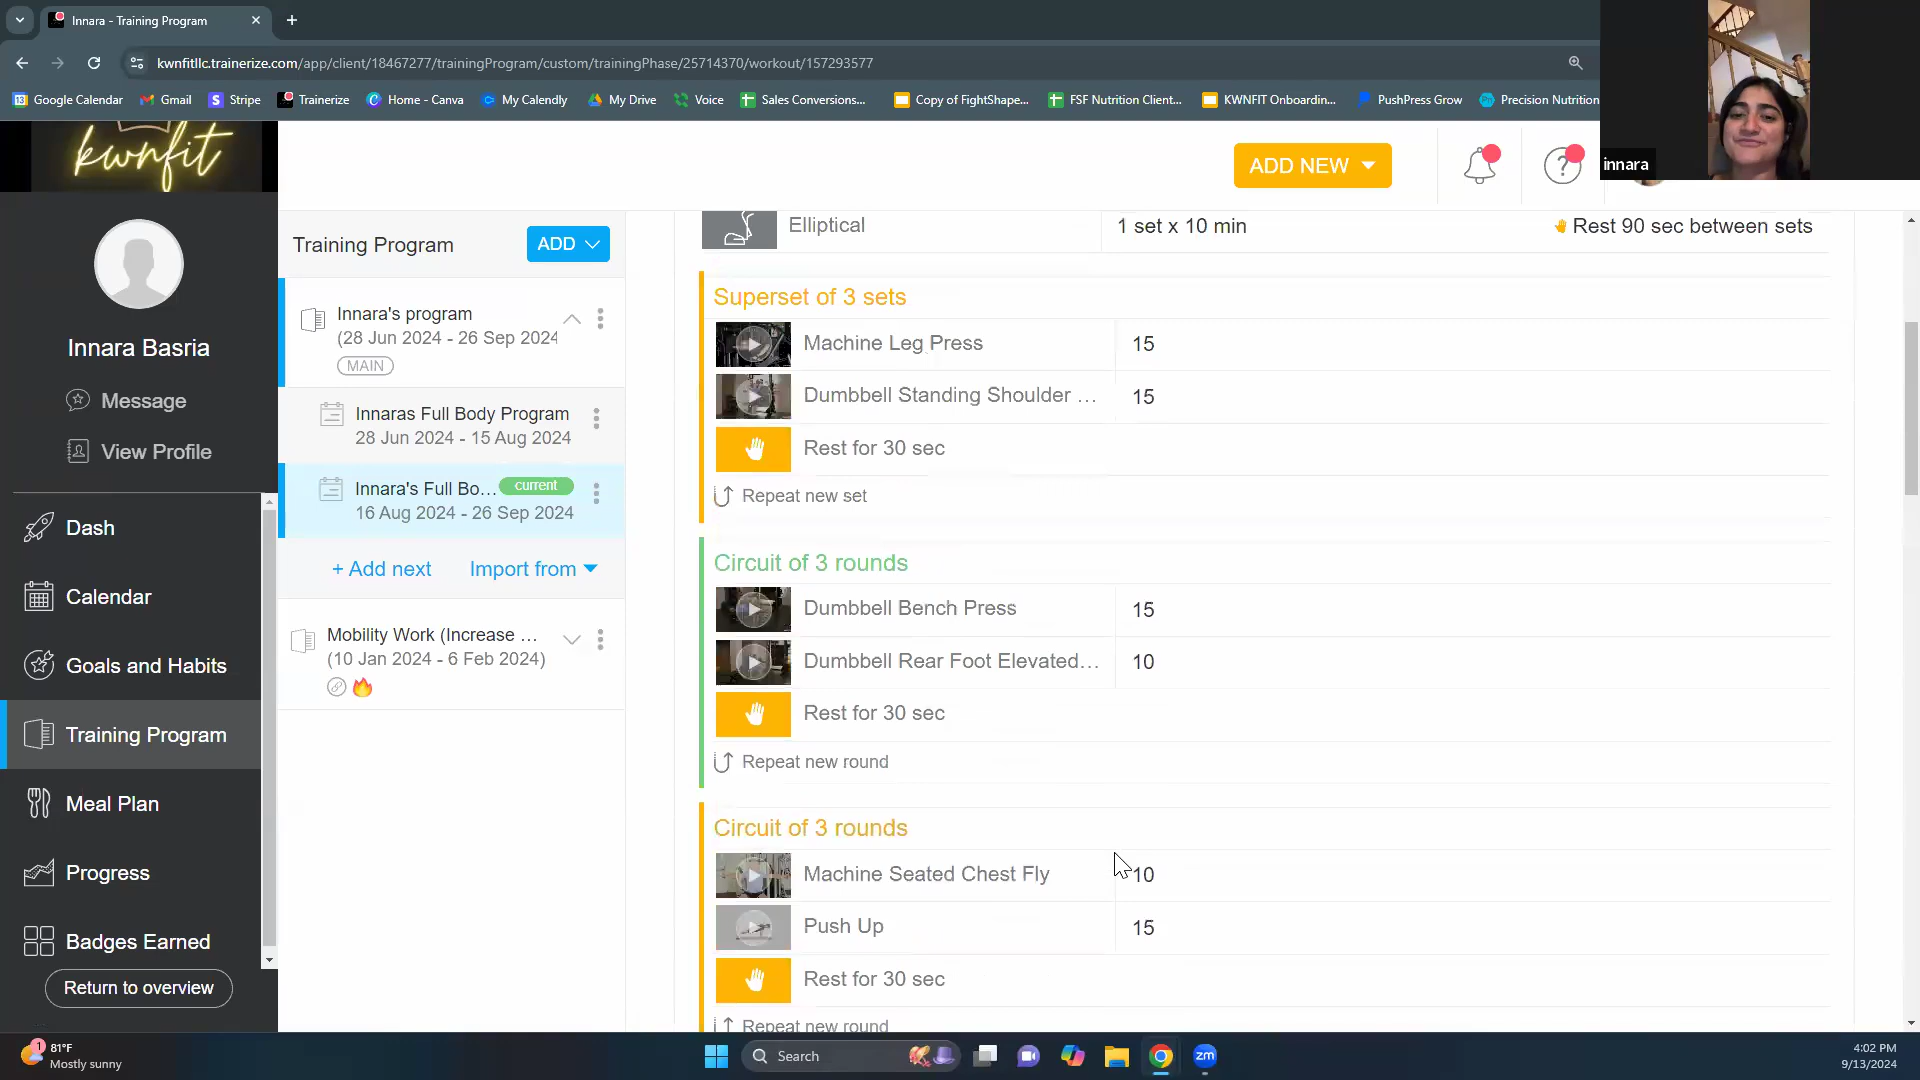 Innara - Training Program
kwnfitllc.trainerize.com/app/client/18467277/trainingProgram/custom/trainingPhase/25714370/workout/157293577
Google Calendar
Gmail
Stripe
Trainerize
Home - Canva
My Calendly
My Drive
Voice
Sales Conversions...
Copy of FightShape...
FSF Nutrition Client...
KWNFIT Onboardin...
PushPress Grow
Precision Nutrition
innara
kwnfit
ADD NEW
Innara Basria
Message
View Profile
Dash
Calendar
Goals and Habits
Training Program
Meal Plan
Progress
Badges Earned
Return to overview
Training Program
ADD
Innara's program
(28 Jun 2024 - 26 Sep 2024
MAIN
Innaras Full Body Program
28 Jun 2024 - 15 Aug 2024
Innara's Full Bo... current
16 Aug 2024 - 26 Sep 2024
+ Add next
Import from
Mobility Work (Increase ...
(10 Jan 2024 - 6 Feb 2024)
Elliptical
1 set x 10 min
Rest 90 sec between sets
Superset of 3 sets
Machine Leg Press 15
Dumbbell Standing Shoulder ... 15
Rest for 30 sec
Repeat new set
Circuit of 3 rounds
Dumbbell Bench Press 15
Dumbbell Rear Foot Elevated... 10
Rest for 30 sec
Repeat new round
Circuit of 3 rounds
Machine Seated Chest Fly 10
Push Up 15
Rest for 30 sec
Repeat new round
1
81°F
Mostly sunny
Search
zm
4:02 PM
9/13/2024